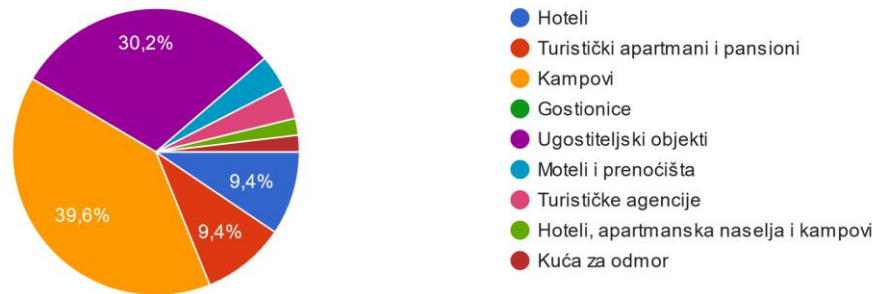 30,2%
39,6%
9,4%
9,4%
Hoteli
Turistički apartmani i pansioni
Kampovi
Gostionice
Ugostiteljski objekti
Moteli i prenoćišta
Turističke agencije
Hoteli, apartmanska naselja i kampovi
Kuća za odmor